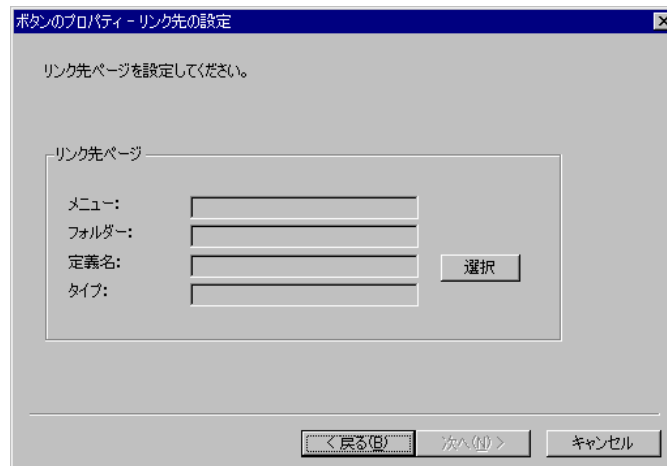 ボタンのプロパティ - リンク先の設定
リンク先ページを設定してください。
リンク先ページ
メニュー:
フォルダー:
定義名:
選択
タイプ:
< 戻る(B)
次へ(N) >
キャンセル